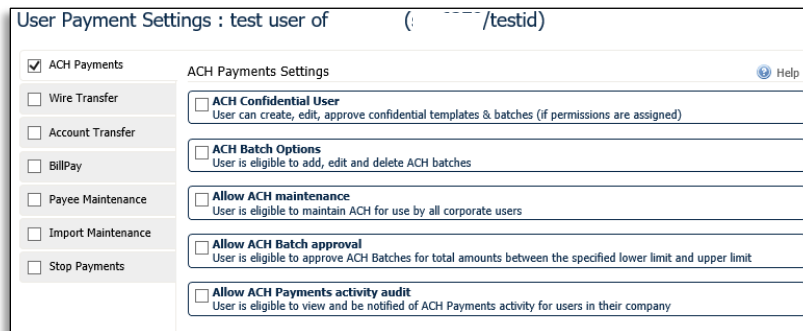 User Payment Settings : test user of ( /testid)
ACH Payments
Wire Transfer
Account Transfer
BillPay
Payee Maintenance
Import Maintenance
Stop Payments
ACH Payments Settings
Help
ACH Confidential User
User can create, edit, approve confidential templates & batches (if permissions are assigned)
ACH Batch Options
User is eligible to add, edit and delete ACH batches
Allow ACH maintenance
User is eligible to maintain ACH for use by all corporate users
Allow ACH Batch approval
User is eligible to approve ACH Batches for total amounts between the specified lower limit and upper limit
Allow ACH Payments activity audit
User is eligible to view and be notified of ACH Payments activity for users in their company